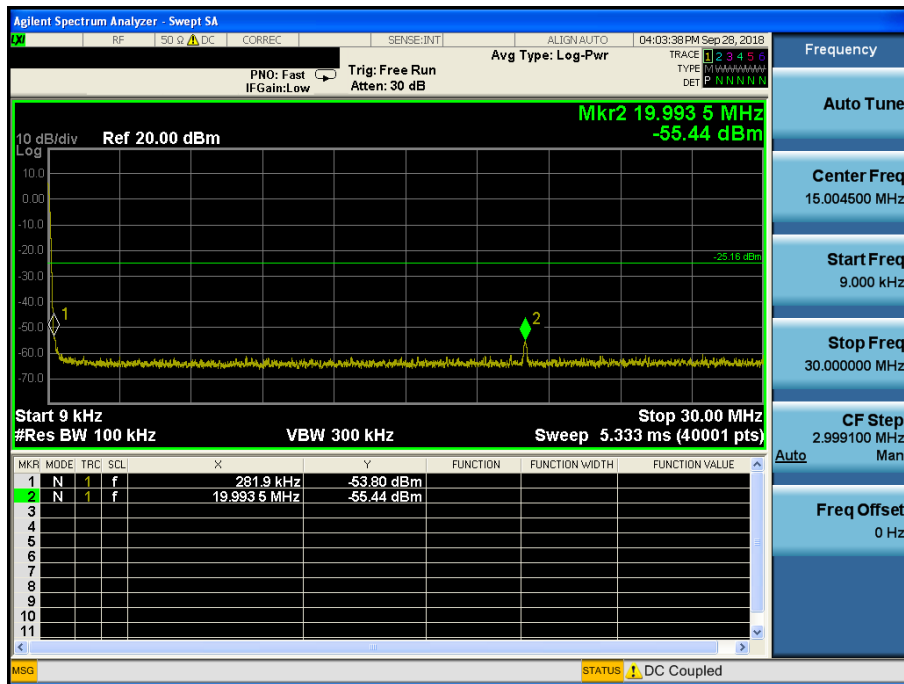 Agilent Spectrum Analyzer - Swept SA
LXI RF 50 Ω DC CORREC SENSE:INT ALIGN AUTO 04:03:38 PM Sep 28, 2018
PNO: Fast
IFGain:Low
Trig: Free Run
Atten: 30 dB
Avg Type: Log-Pwr
TRACE 1 2 3 4 5 6
TYPE M
DET P N N N N N
Mkr2 19.993 5 MHz
-55.44 dBm
10 dB/div Ref 20.00 dBm
Log
10.0
0.00
-10.0
-20.0
-25.16 dBm
-30.0
-40.0
1
2
-50.0
-60.0
-70.0
Start 9 kHz Stop 30.00 MHz
#Res BW 100 kHz VBW 300 kHz Sweep 5.333 ms (40001 pts)
MKR MODE TRC SCL X Y FUNCTION FUNCTION WIDTH FUNCTION VALUE
1 N 1 f 281.9 kHz -53.80 dBm
2 N 1 f 19.993 5 MHz -55.44 dBm
3
4
5
6
7
8
9
10
11
MSG STATUS DC Coupled
Frequency
Auto Tune
Center Freq
15.004500 MHz
Start Freq
9.000 kHz
Stop Freq
30.000000 MHz
CF Step
2.999100 MHz
Auto Man
Freq Offset
0 Hz